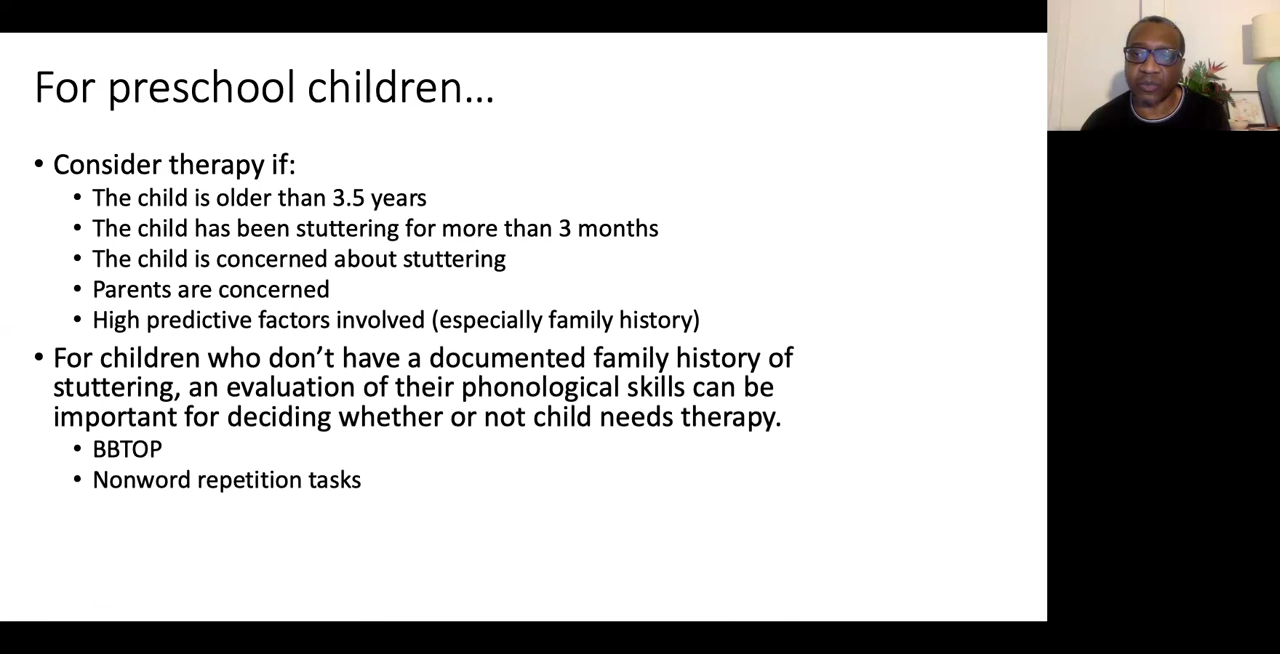 For preschool children...
• Consider therapy if:
• The child is older than 3.5 years
• The child has been stuttering for more than 3 months
• The child is concerned about stuttering
• Parents are concerned
• High predictive factors involved (especially family history)
• For children who don’t have a documented family history of
stuttering, an evaluation of their phonological skills can be
important for deciding whether or not child needs therapy.
• BBTOP
• Nonword repetition tasks